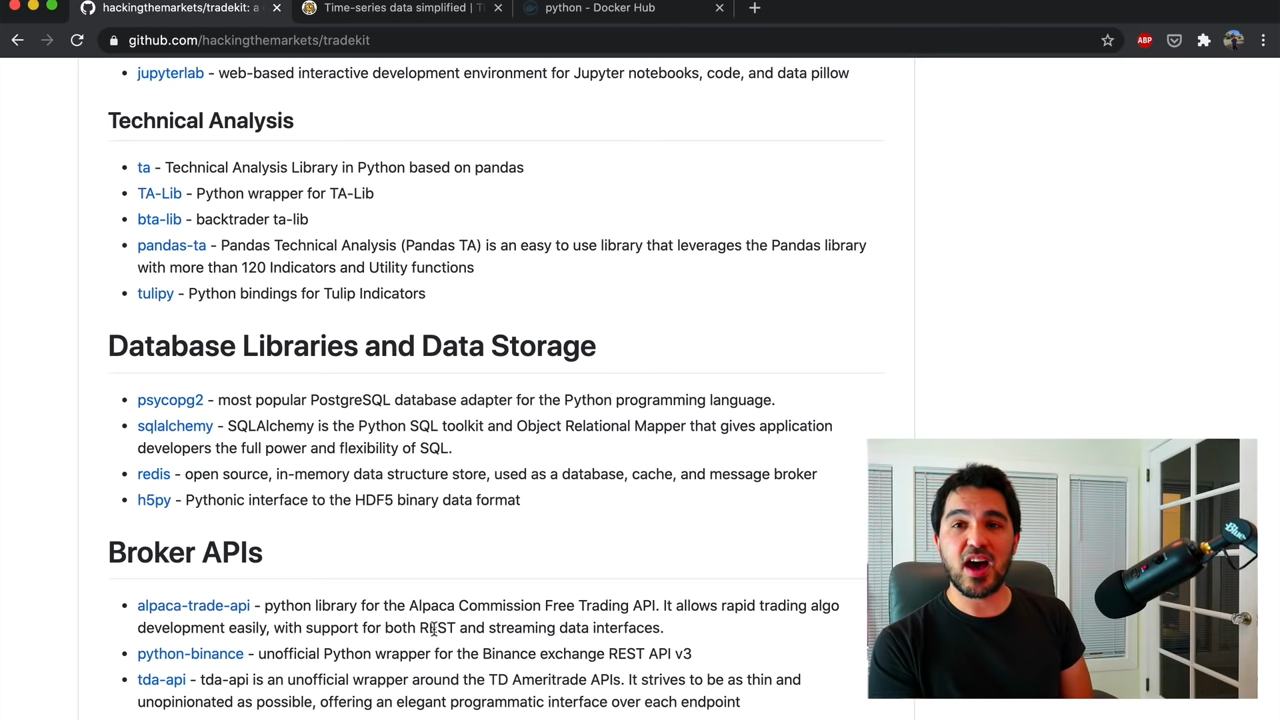 hackingthemarkets/tradekit: a
Time-series data simplified | Ti
python - Docker Hub
github.com/hackingthemarkets/tradekit
ABP
jupyterlab - web-based interactive development environment for Jupyter notebooks, code, and data pillow
Technical Analysis
ta - Technical Analysis Library in Python based on pandas
TA-Lib - Python wrapper for TA-Lib
bta-lib - backtrader ta-lib
pandas-ta - Pandas Technical Analysis (Pandas TA) is an easy to use library that leverages the Pandas library
with more than 120 Indicators and Utility functions
tulipy - Python bindings for Tulip Indicators
Database Libraries and Data Storage
psycopg2 - most popular PostgreSQL database adapter for the Python programming language.
sqlalchemy - SQLAlchemy is the Python SQL toolkit and Object Relational Mapper that gives application
developers the full power and flexibility of SQL.
redis - open source, in-memory data structure store, used as a database, cache, and message broker
h5py - Pythonic interface to the HDF5 binary data format
Broker APIs
alpaca-trade-api - python library for the Alpaca Commission Free Trading API. It allows rapid trading algo
development easily, with support for both REST and streaming data interfaces.
python-binance - unofficial Python wrapper for the Binance exchange REST API v3
tda-api - tda-api is an unofficial wrapper around the TD Ameritrade APIs. It strives to be as thin and
unopinionated as possible, offering an elegant programmatic interface over each endpoint
Blue